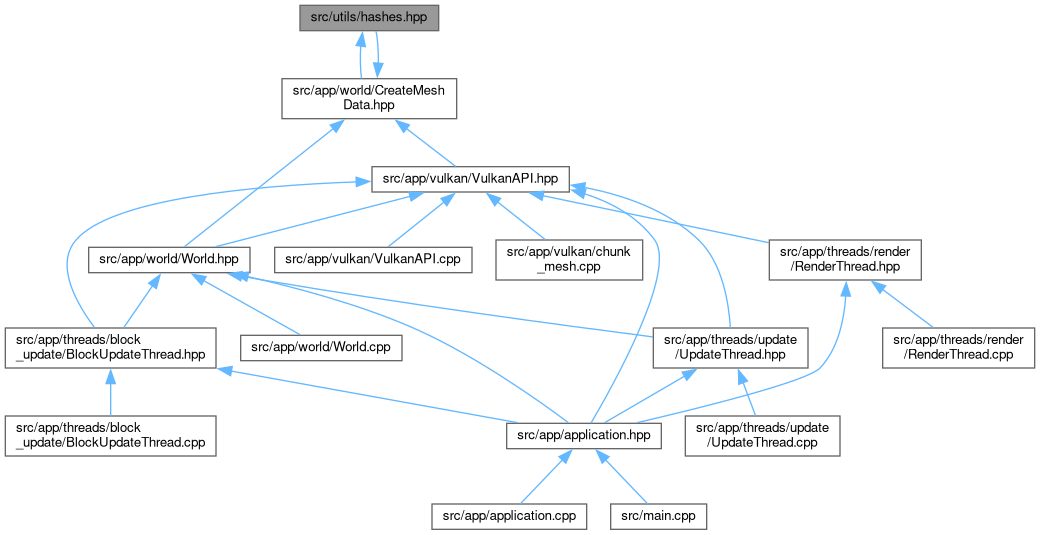 src/utils/hashes.hpp
src/app/world/CreateMesh
Data.hpp
src/app/vulkan/VulkanAPI.hpp
src/app/world/World.hpp
src/app/vulkan/VulkanAPI.cpp
src/app/vulkan/chunk
_mesh.cpp
src/app/threads/render
/RenderThread.hpp
src/app/threads/block
_update/BlockUpdateThread.hpp
src/app/world/World.cpp
src/app/threads/update
/UpdateThread.hpp
src/app/threads/render
/RenderThread.cpp
src/app/threads/block
_update/BlockUpdateThread.cpp
src/app/application.hpp
src/app/threads/update
/UpdateThread.cpp
src/app/application.cpp
src/main.cpp